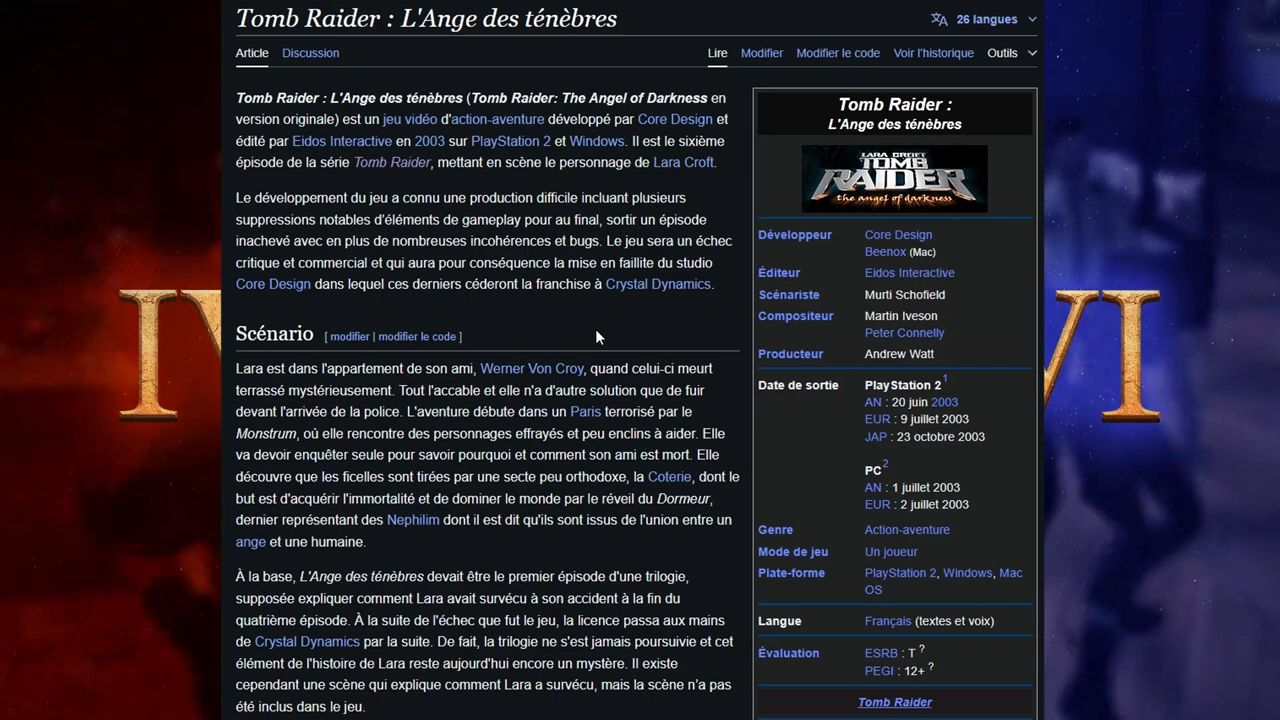 Tomb Raider : L'Ange des ténèbres
26 langues
Article Discussion
Lire Modifier Modifier le code Voir l'historique Outils
Tomb Raider : L'Ange des ténèbres (Tomb Raider: The Angel of Darkness en
version originale) est un jeu vidéo d'action-aventure développé par Core Design et
édité par Eidos Interactive en 2003 sur PlayStation 2 et Windows. Il est le sixième
épisode de la série Tomb Raider, mettant en scène le personnage de Lara Croft.
Le développement du jeu a connu une production difficile incluant plusieurs
suppressions notables d'éléments de gameplay pour au final, sortir un épisode
inachevé avec en plus de nombreuses incohérences et bugs. Le jeu sera un échec
critique et commercial et qui aura pour conséquence la mise en faillite du studio
Core Design dans lequel ces derniers céderont la franchise à Crystal Dynamics.
Scénario [ modifier | modifier le code ]
Lara est dans l'appartement de son ami, Werner Von Croy, quand celui-ci meurt
terrassé mystérieusement. Tout l'accable et elle n'a d'autre solution que de fuir
devant l'arrivée de la police. L'aventure débute dans un Paris terrorisé par le
Monstrum, où elle rencontre des personnages effrayés et peu enclins à aider. Elle
va devoir enquêter seule pour savoir pourquoi et comment son ami est mort. Elle
découvre que les ficelles sont tirées par une secte peu orthodoxe, la Coterie, dont le
but est d'acquérir l'immortalité et de dominer le monde par le réveil du Dormeur,
dernier représentant des Nephilim dont il est dit qu'ils sont issus de l'union entre un
ange et une humaine.
À la base, L'Ange des ténèbres devait être le premier épisode d'une trilogie,
supposée expliquer comment Lara avait survécu à son accident à la fin du
quatrième épisode. À la suite de l'échec que fut le jeu, la licence passa aux mains
de Crystal Dynamics par la suite. De fait, la trilogie ne s'est jamais poursuivie et cet
élément de l'histoire de Lara reste aujourd'hui encore un mystère. Il existe
cependant une scène qui explique comment Lara a survécu, mais la scène n'a pas
été inclus dans le jeu.
Tomb Raider :
L'Ange des ténèbres
LARA CROFT
TOMB
RAIDER
the angel of darkness
Développeur Core Design
Beenox (Mac)
Éditeur Eidos Interactive
Scénariste Murti Schofield
Compositeur Martin Iveson
Peter Connelly
Producteur Andrew Watt
Date de sortie PlayStation 2 1
AN : 20 juin 2003
EUR : 9 juillet 2003
JAP : 23 octobre 2003
PC 2
AN : 1 juillet 2003
EUR : 2 juillet 2003
Genre Action-aventure
Mode de jeu Un joueur
Plate-forme PlayStation 2, Windows, Mac
OS
Langue Français (textes et voix)
Évaluation ESRB : T ?
PEGI : 12+ ?
Tomb Raider
IV
VI